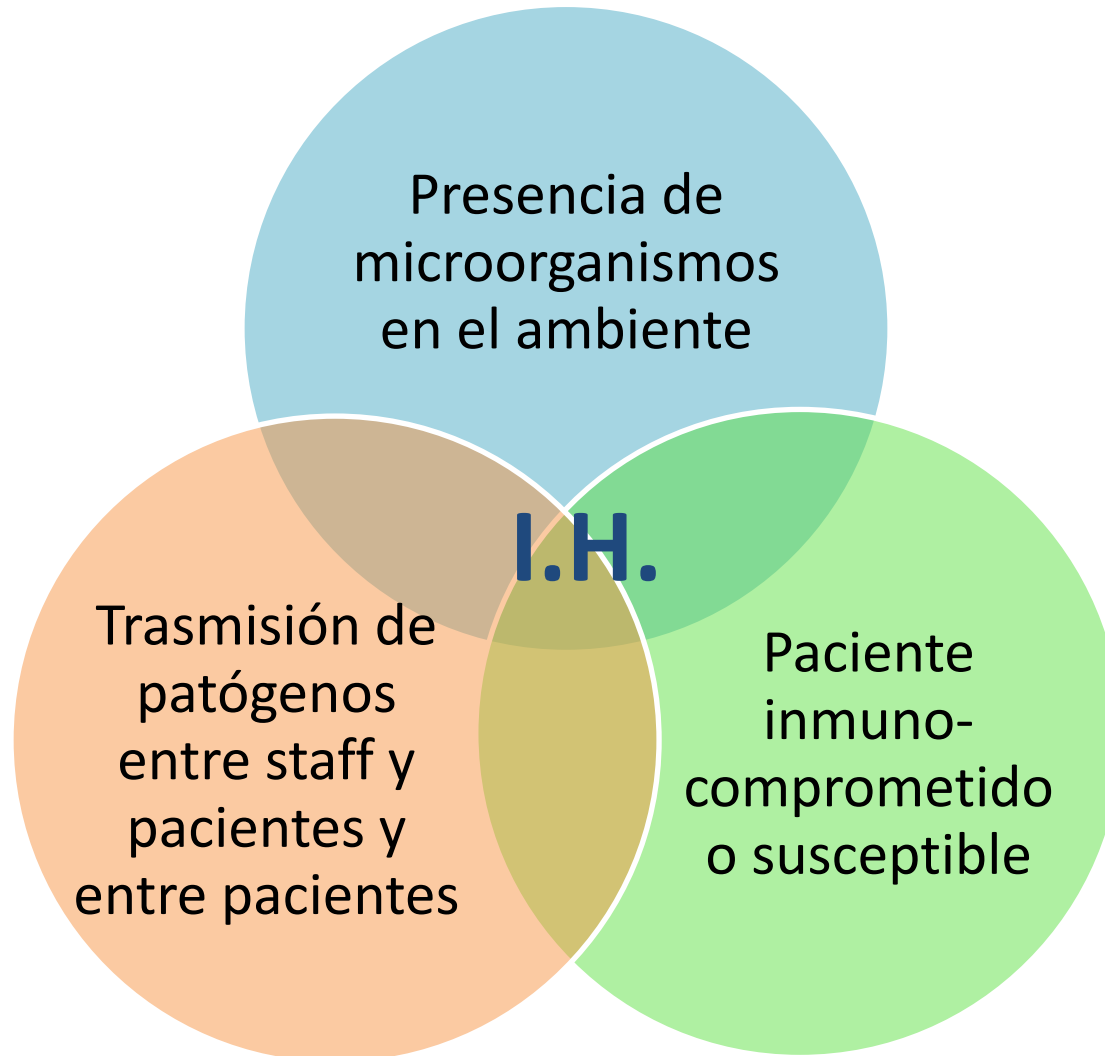 Presencia de
microorganismos
en el ambiente
I.H.
Trasmisión de
patógenos
entre staff y
pacientes y
entre pacientes
Paciente
inmuno-
comprometido
o susceptible